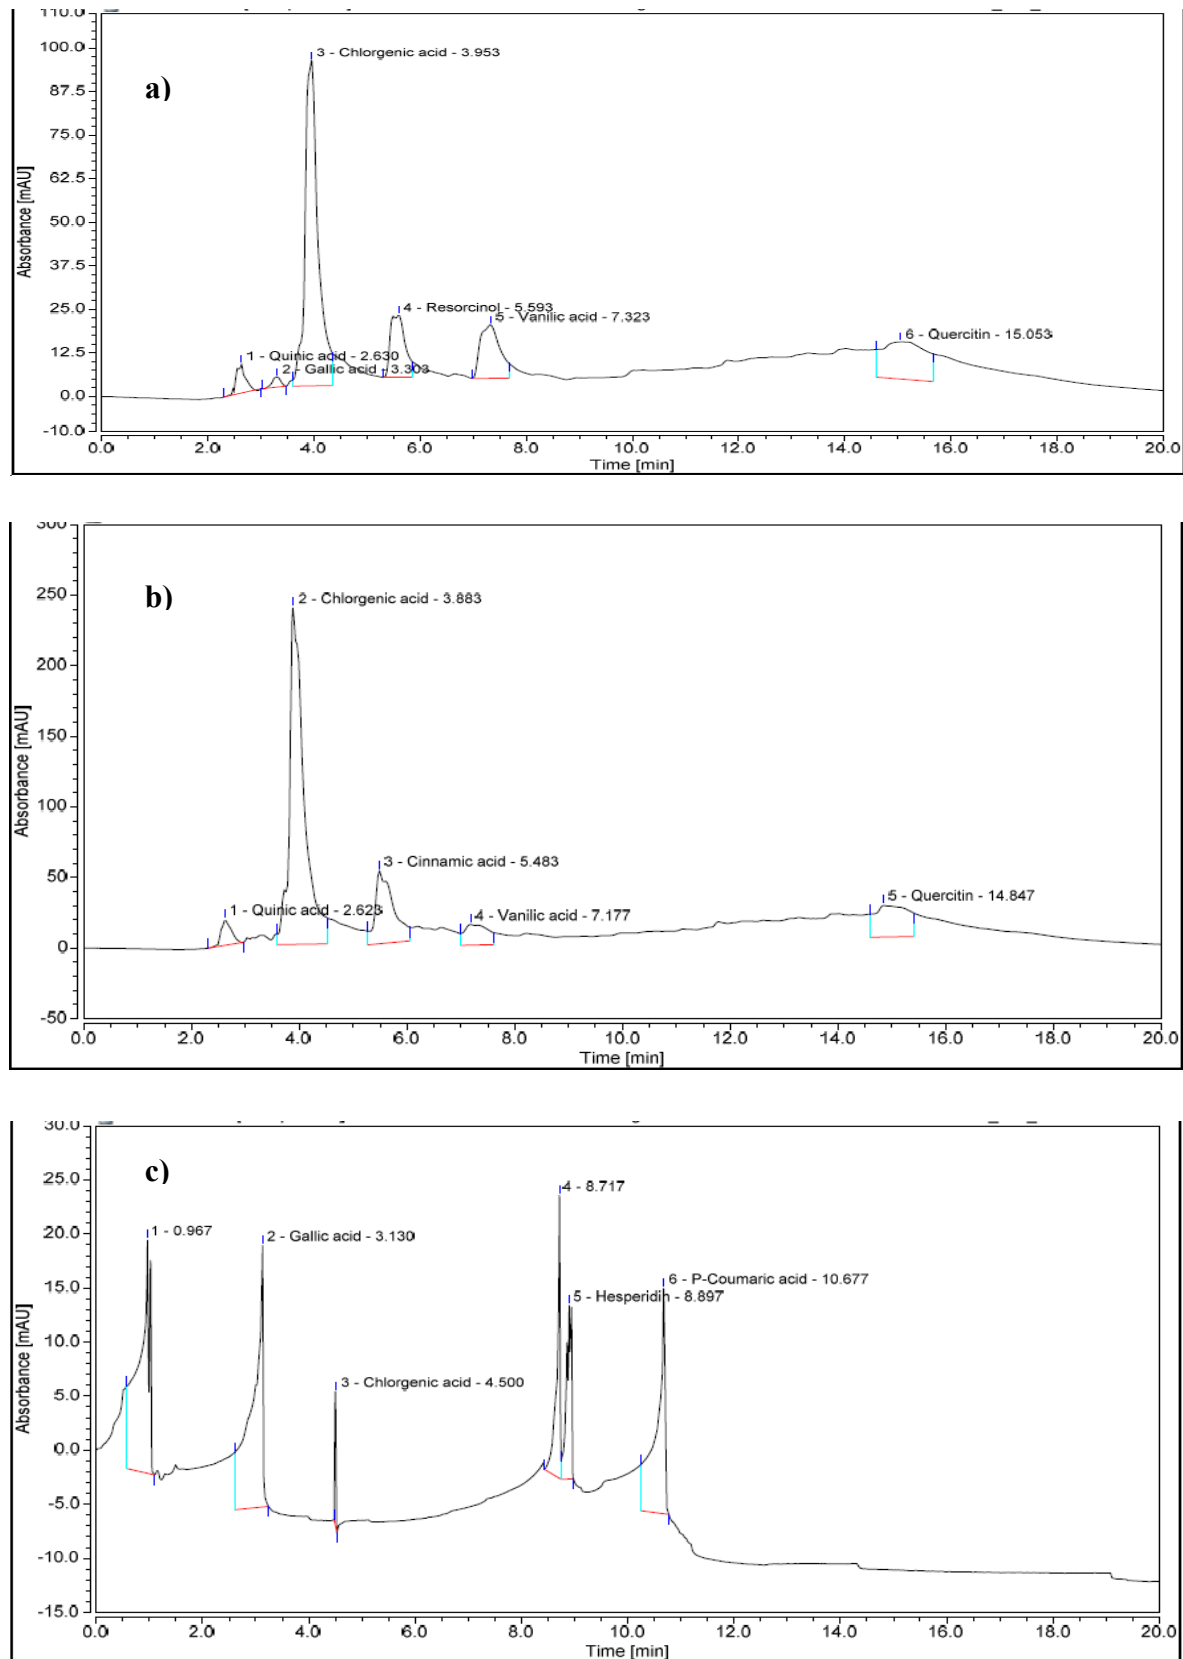 110.0
100.0
87.5
75.0
62.5
50.0
37.5
25.0
12.5
0.0
-10.0
Absorbance [mAU]
a)
3 - Chlorgenic acid - 3.953
4 - Resorcinol - 5.593
5 - Vanilic acid - 7.323
6 - Quercitin - 15.053
1 - Quinic acid - 2.630
2 - Gallic acid - 3.303
0.0 2.0 4.0 6.0 8.0 10.0 12.0 14.0 16.0 18.0 20.0
Time [min]
300
250
200
150
100
50
0
-50
Absorbance [mAU]
b)
2 - Chlorgenic acid - 3.883
3 - Cinnamic acid - 5.483
5 - Quercitin - 14.847
1 - Quinic acid - 2.623
4 - Vanilic acid - 7.177
0.0 2.0 4.0 6.0 8.0 10.0 12.0 14.0 16.0 18.0 20.0
Time [min]
30.0
25.0
20.0
15.0
10.0
5.0
0.0
-5.0
-10.0
-15.0
Absorbance [mAU]
c)
4 - 8.717
1 - 0.967
2 - Gallic acid - 3.130
6 - P-Coumaric acid - 10.677
5 - Hesperidin - 8.897
3 - Chlorgenic acid - 4.500
0.0 2.0 4.0 6.0 8.0 10.0 12.0 14.0 16.0 18.0 20.0
Time [min]